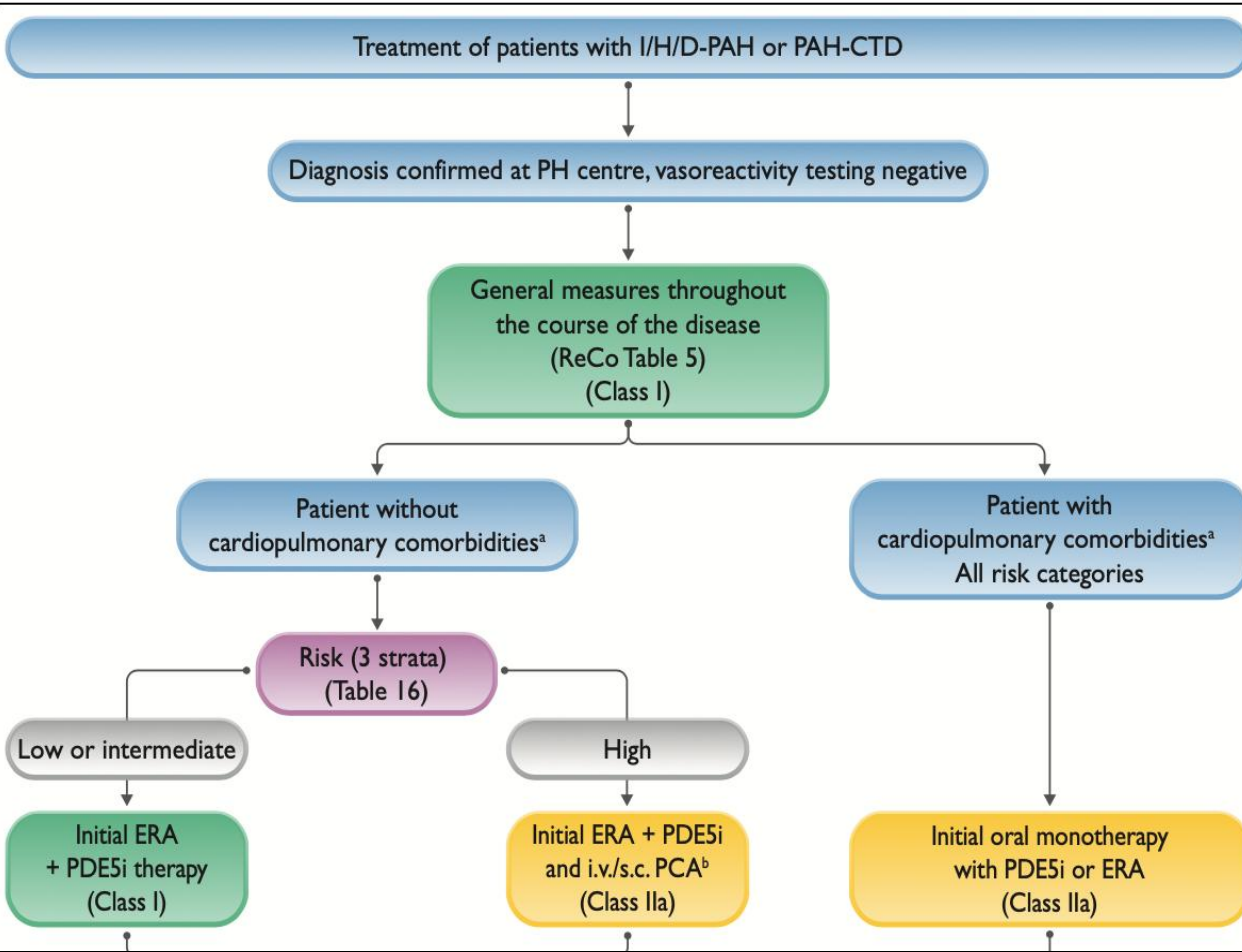 Treatment of patients with I/H/D-PAH or PAH-CTD
Diagnosis confirmed at PH centre, vasoreactivity testing negative
General measures throughout
the course of the disease
(ReCo Table 5)
(Class I)
Patient without
cardiopulmonary comorbiditiesᵃ
Patient with
cardiopulmonary comorbiditiesᵃ
All risk categories
Risk (3 strata)
(Table 16)
Low or intermediate
High
Initial ERA
+ PDE5i therapy
(Class I)
Initial ERA + PDE5i
and i.v./s.c. PCAᵇ
(Class IIa)
Initial oral monotherapy
with PDE5i or ERA
(Class IIa)